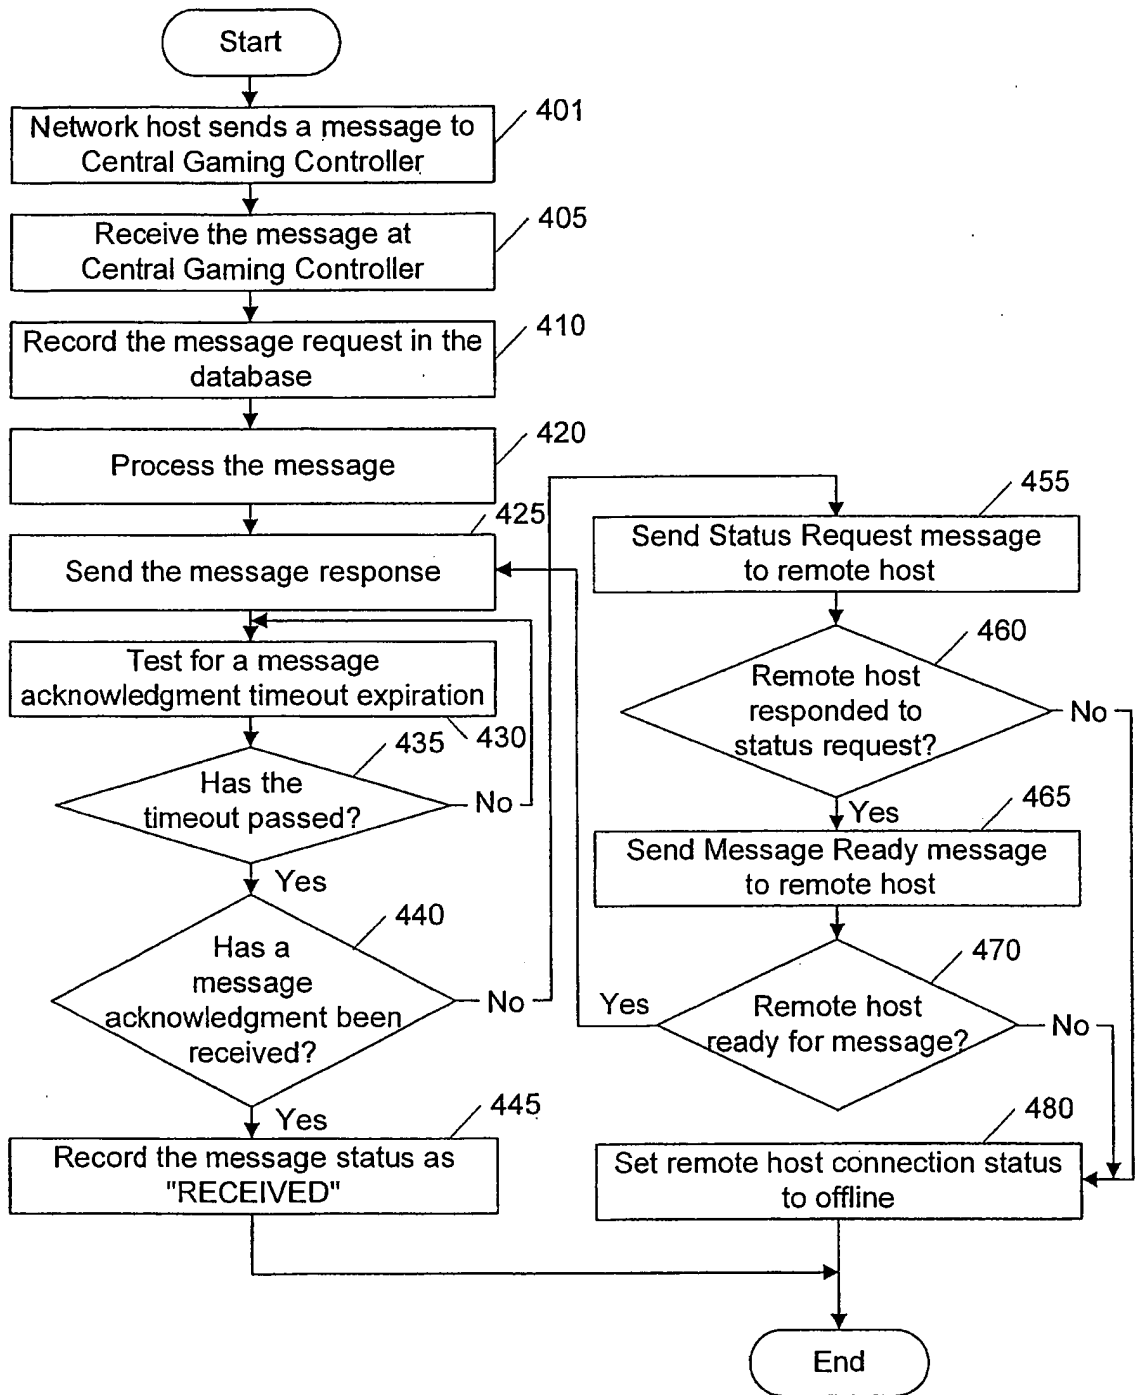 Start
Network host sends a message to
Central Gaming Controller
401
Receive the message at
Central Gaming Controller
405
Record the message request in the
database
410
Process the message
420
Send the message response
425
Test for a message
acknowledgment timeout expiration
430
Has the
timeout passed?
435
No
Yes
Has a
message
acknowledgment been
received?
440
No
Yes
Record the message status as
"RECEIVED"
445
Send Status Request message
to remote host
455
Remote host
responded to
status request?
460
No
Yes
Send Message Ready message
to remote host
465
Remote host
ready for message?
470
Yes
No
Set remote host connection status
to offline
480
End